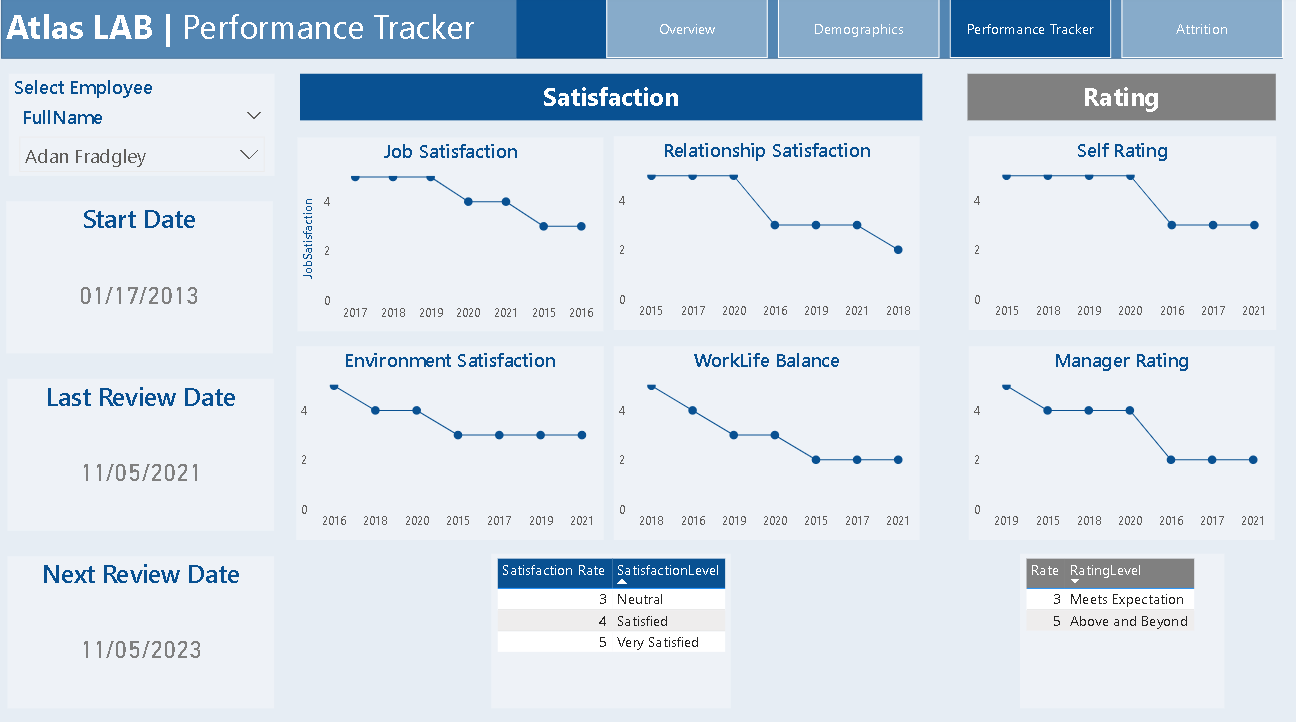 Atlas LAB | Performance Tracker
Overview
Demographics
Performance Tracker
Attrition
Select Employee
FullName
Adan Fradgley
Start Date
01/17/2013
Last Review Date
11/05/2021
Next Review Date
11/05/2023
Satisfaction
Rating
Job Satisfaction
JobSatisfaction
4
2
0
2017 2018 2019 2020 2021 2015 2016
Relationship Satisfaction
4
2
0
2015 2017 2020 2016 2019 2021 2018
Self Rating
4
2
0
2015 2018 2019 2020 2016 2017 2021
Environment Satisfaction
4
2
0
2016 2018 2020 2015 2017 2019 2021
WorkLife Balance
4
2
0
2018 2016 2019 2020 2015 2017 2021
Manager Rating
4
2
0
2019 2015 2018 2020 2016 2017 2021
Satisfaction Rate SatisfactionLevel
3 Neutral
4 Satisfied
5 Very Satisfied
Rate RatingLevel
3 Meets Expectation
5 Above and Beyond